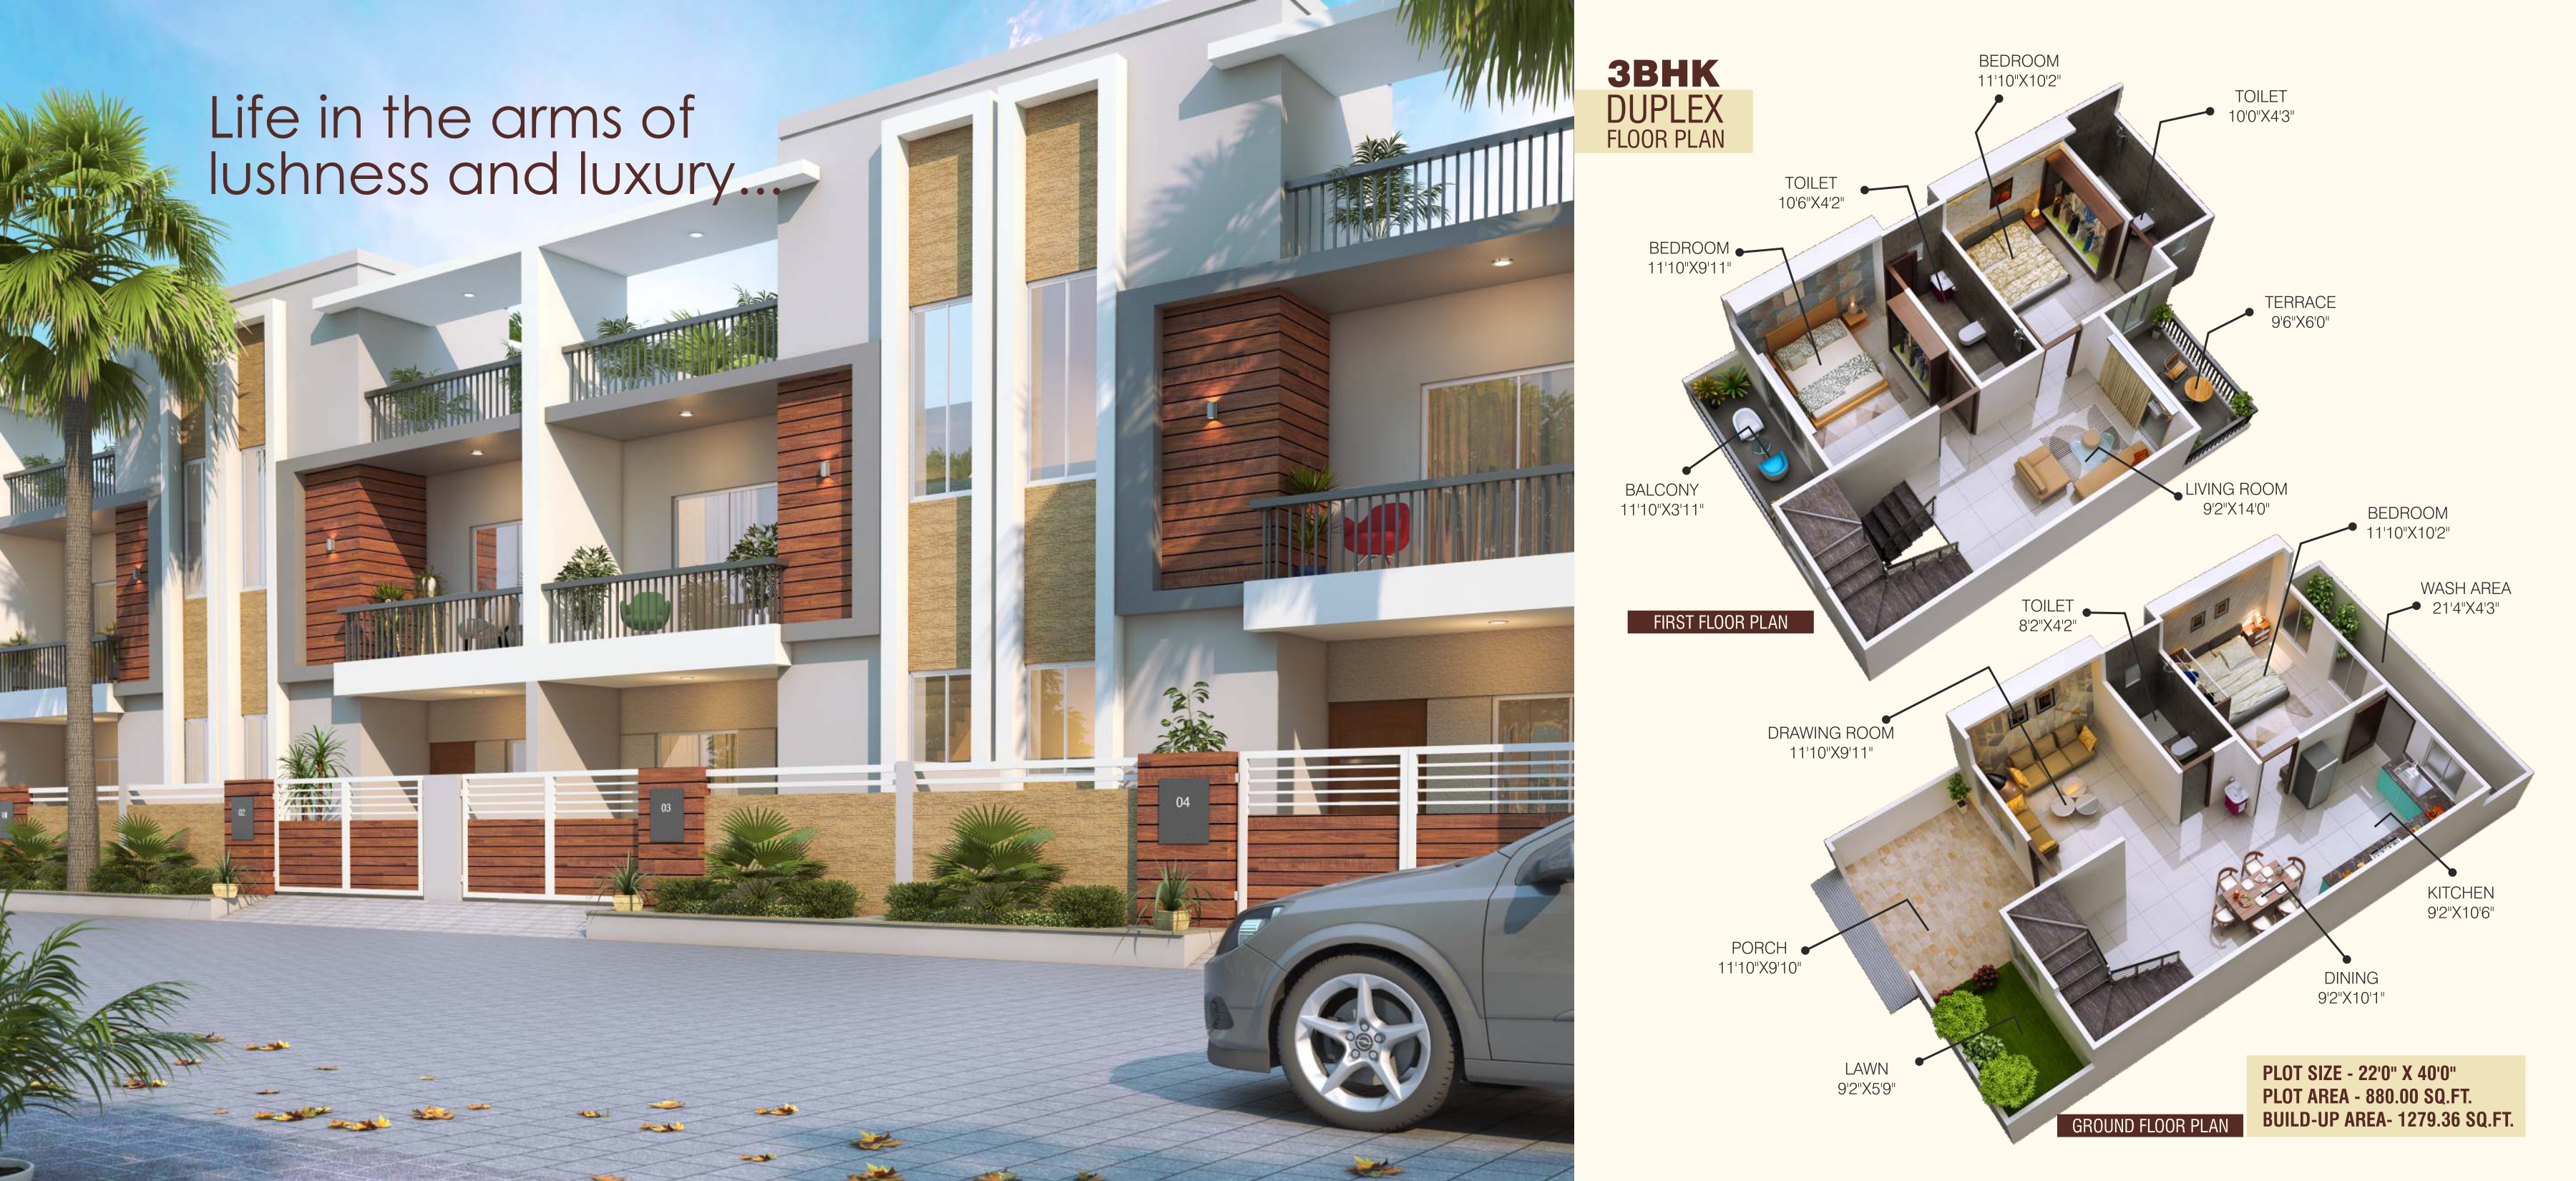 Life in the arms of
lushness and luxury...
02
03
04
3BHK
DUPLEX
FLOOR PLAN
BEDROOM
11'10"X10'2"
TOILET
10'0"X4'3"
TOILET
10'6"X4'2"
BEDROOM
11'10"X9'11"
TERRACE
9'6"X6'0"
BALCONY
11'10"X3'11"
LIVING ROOM
9'2"X14'0"
FIRST FLOOR PLAN
BEDROOM
11'10"X10'2"
WASH AREA
21'4"X4'3"
TOILET
8'2"X4'2"
DRAWING ROOM
11'10"X9'11"
KITCHEN
9'2"X10'6"
PORCH
11'10"X9'10"
DINING
9'2"X10'1"
LAWN
9'2"X5'9"
GROUND FLOOR PLAN
PLOT SIZE - 22'0" X 40'0"
PLOT AREA - 880.00 SQ.FT.
BUILD-UP AREA- 1279.36 SQ.FT.